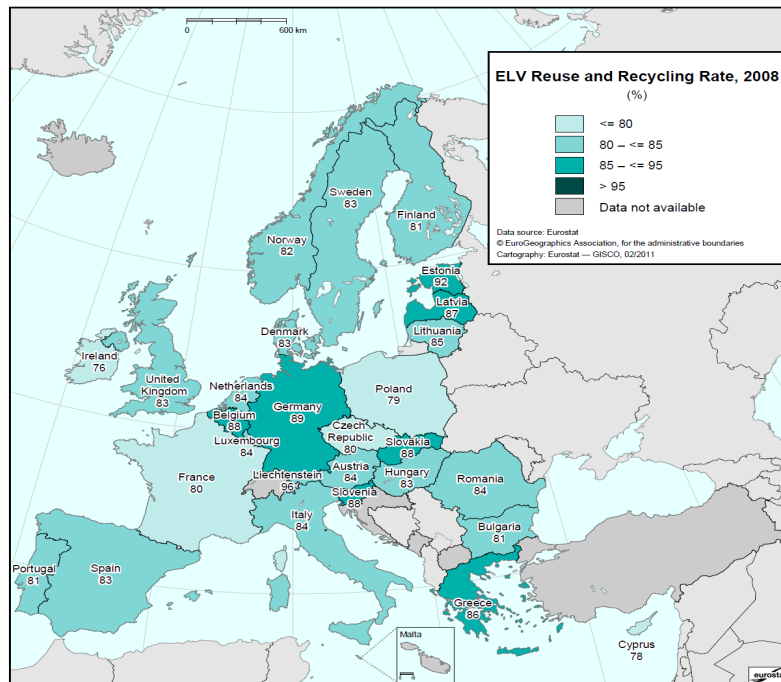 0 600 km
ELV Reuse and Recycling Rate, 2008
(%)
<= 80
80 – <= 85
85 – <= 95
> 95
Data not available
Data source: Eurostat
© EuroGeographics Association, for the administrative boundaries
Cartography: Eurostat — GISCO, 02/2011
Sweden
83
Finland
81
Norway
82
Estonia
92
Latvia
87
Lithuania
85
Denmark
83
Ireland
76
United
Kingdom
83
Netherlands
84
Poland
79
Germany
89
Belgium
88
Luxembourg
84
Czech
Republic
80
Slovakia
88
France
80
Liechtenstein
96
Austria
84
Hungary
83
Romania
84
Slovenia
88
Italy
84
Bulgaria
81
Portugal
81
Spain
83
Greece
86
Malta
Cyprus
78